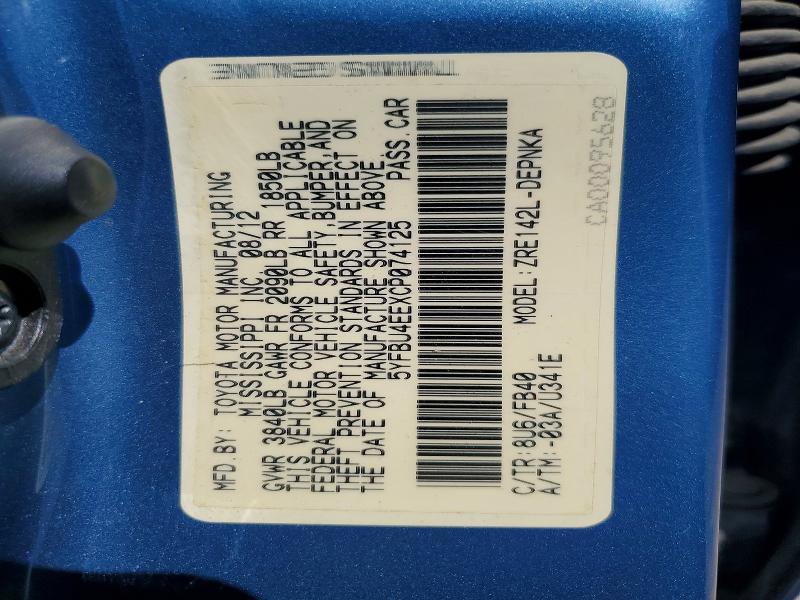 MFD.BY: TOYOTA MOTOR MANUFACTURING
MISSISSIPPI INC. 08/12
GVWR 3840LB GAWR FR 2090LB RR 1850LB
THIS VEHICLE CONFORMS TO ALL APPLICABLE
FEDERAL MOTOR VEHICLE SAFETY,BUMPER,AND
THEFT PREVENTION STANDARDS IN EFFECT ON
THE DATE OF MANUFACTURE SHOWN ABOVE.
5YFBU4EEXCP074125 PASS.CAR
C/TR:8U6/FB40 MODEL:ZRE142L-DEPNKA
A/TM:-03A/U341E
CA00095628